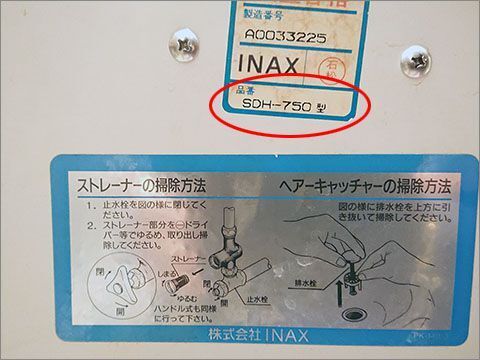 製造番号
A0033225
INAX 石松
品番
SDH-750型
ストレーナーの掃除方法
1. 止水栓を図の様に閉じてください。
2. ストレーナー部分を⊖ドライバー等でゆるめ、取り出し掃除してください。
ストレーナー
閉
しまる
開
ゆるむ
閉
開
止水栓
ハンドル式も同様に行って下さい。
ヘアーキャッチャーの掃除方法
図の様に排水栓を上方に引き抜いて掃除してください。
排水栓
株式会社 INAX